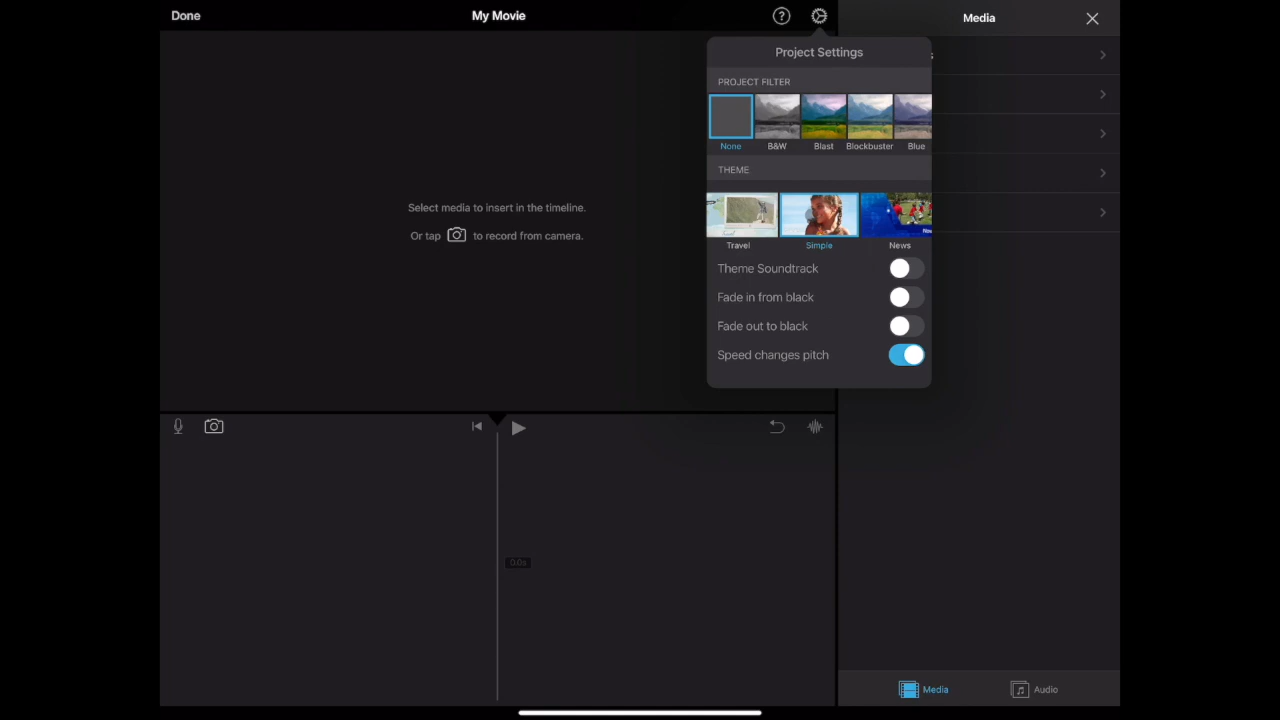 Done
My Movie
?
Media
Project Settings
PROJECT FILTER
None
B&W
Blast
Blockbuster
Blue
THEME
Select media to insert in the timeline.
Or tap to record from camera.
Travel
Simple
News
Theme Soundtrack
Fade in from black
Fade out to black
Speed changes pitch
0.0s
Media
Audio